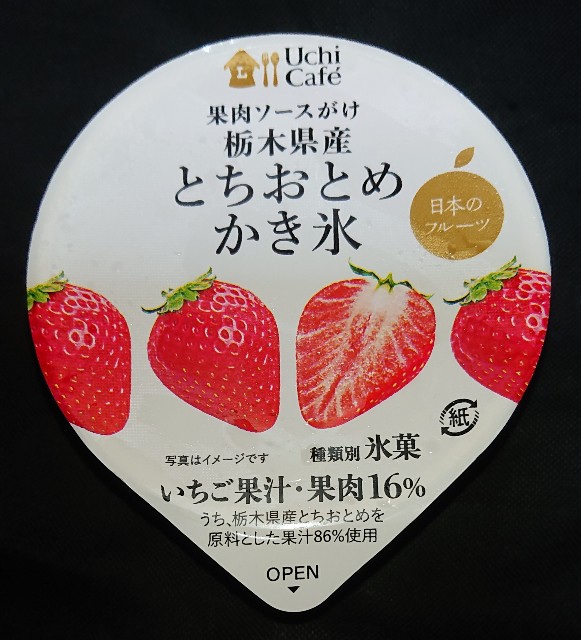 Uchi
Café
果肉ソースがけ
栃木県産
とちおとめ
かき氷
日本の
フルーツ
紙
写真はイメージです
種類別 氷菓
いちご果汁・果肉16%
うち、栃木県産とちおとめを
原料とした果汁86%使用
OPEN